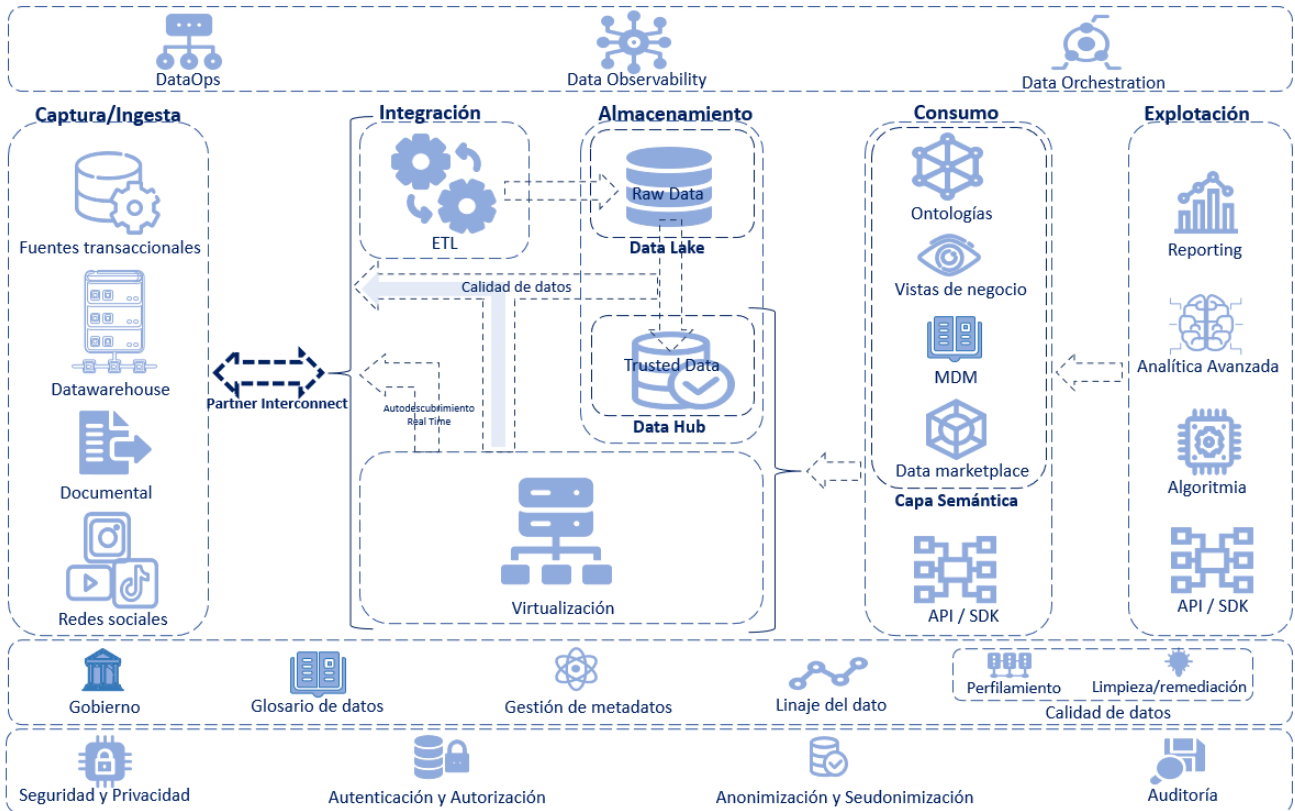 DataOps
Data Observability
Data Orchestration
Captura/Ingesta
Fuentes transaccionales
Datawarehouse
Documental
Redes sociales
Partner Interconnect
Integración
ETL
Calidad de datos
Autodescubrimiento
Real Time
Virtualización
Almacenamiento
Raw Data
Data Lake
Trusted Data
Data Hub
Consumo
Ontologías
Vistas de negocio
MDM
Data marketplace
Capa Semántica
API / SDK
Explotación
Reporting
Analítica Avanzada
Algoritmia
API / SDK
Gobierno
Glosario de datos
Gestión de metadatos
Linaje del dato
Perfilamiento
Limpieza/remediación
Calidad de datos
Seguridad y Privacidad
Autenticación y Autorización
Anonimización y Seudonimización
Auditoría